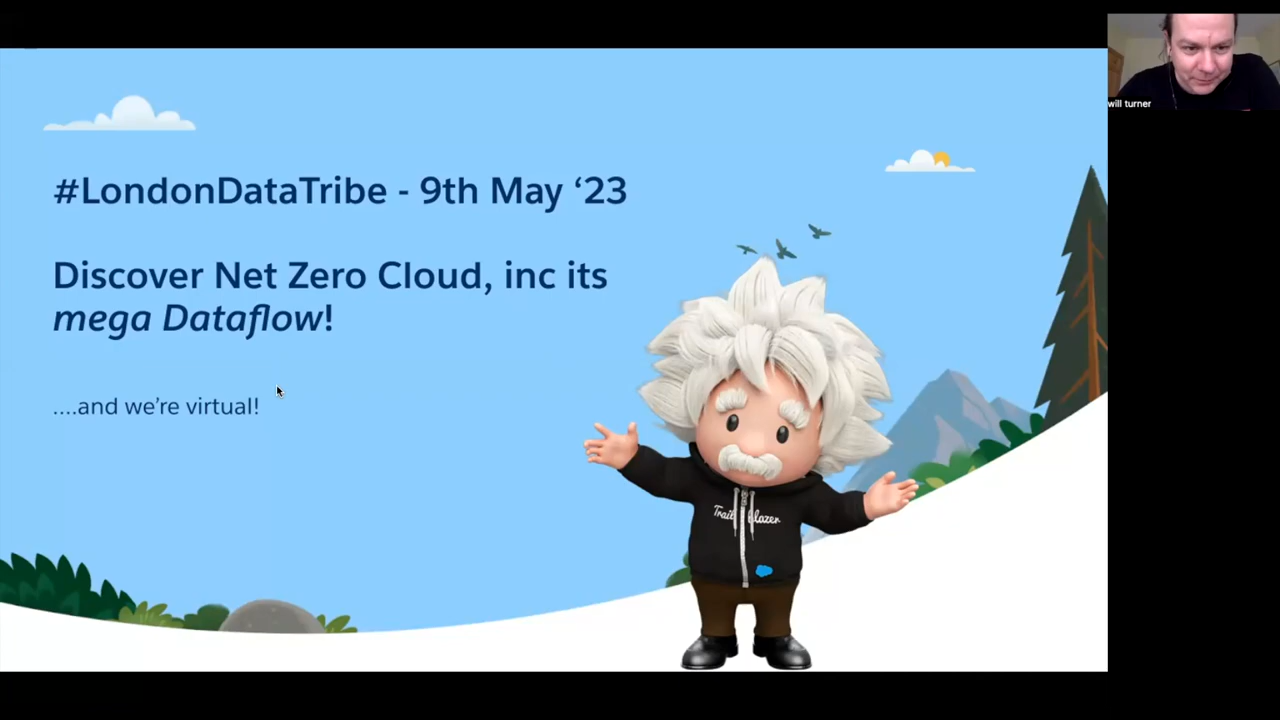 #LondonDataTribe - 9th May ‘23
Discover Net Zero Cloud, inc its
mega Dataflow!
....and we’re virtual!
Trailblazer
will turner